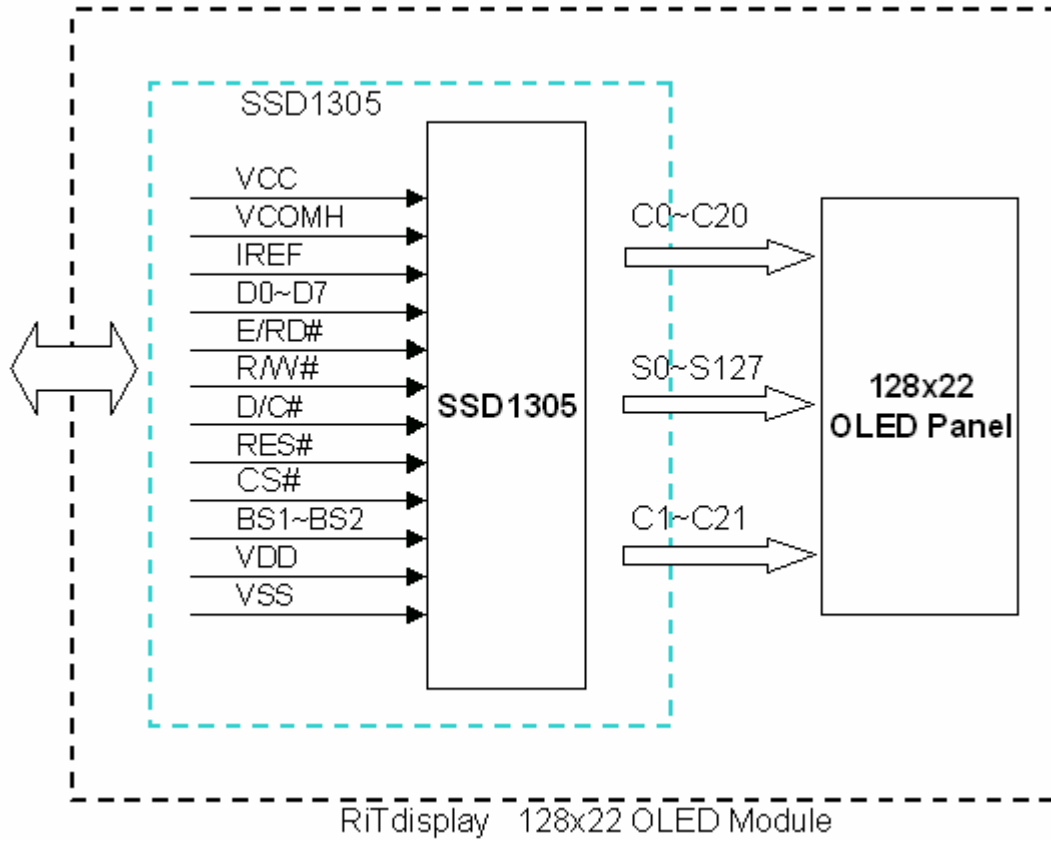 SSD1305
VCC
VCOMH
IREF
D0~D7
E/RD#
R/W#
D/C#
RES#
CS#
BS1~BS2
VDD
VSS
SSD1305
C0~C20
S0~S127
C1~C21
128x22
OLED Panel
RiTdisplay 128x22 OLED Module